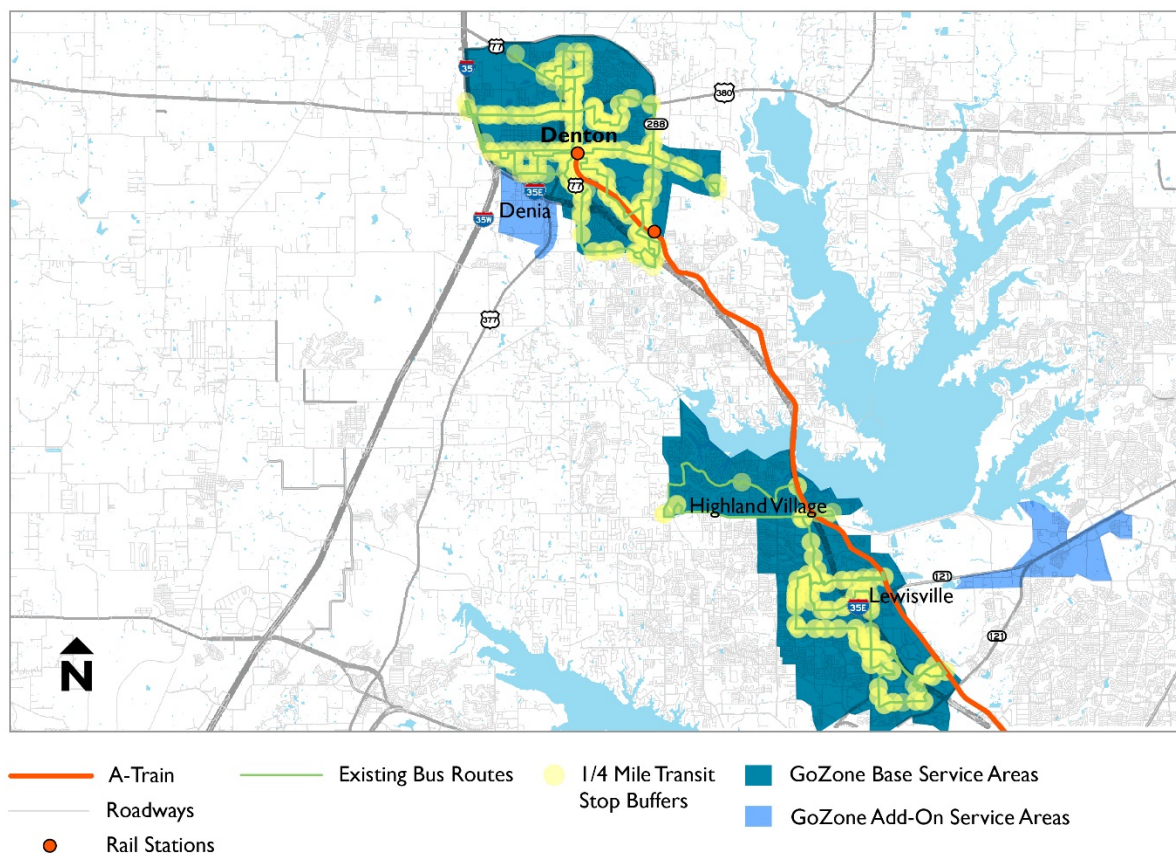 77
35
380
288
Denton
77
35E
Denia
35W
377
Highland Village
121
Lewisville
35E
121
N
A-Train
Existing Bus Routes
1/4 Mile Transit
Stop Buffers
GoZone Base Service Areas
Roadways
GoZone Add-On Service Areas
Rail Stations